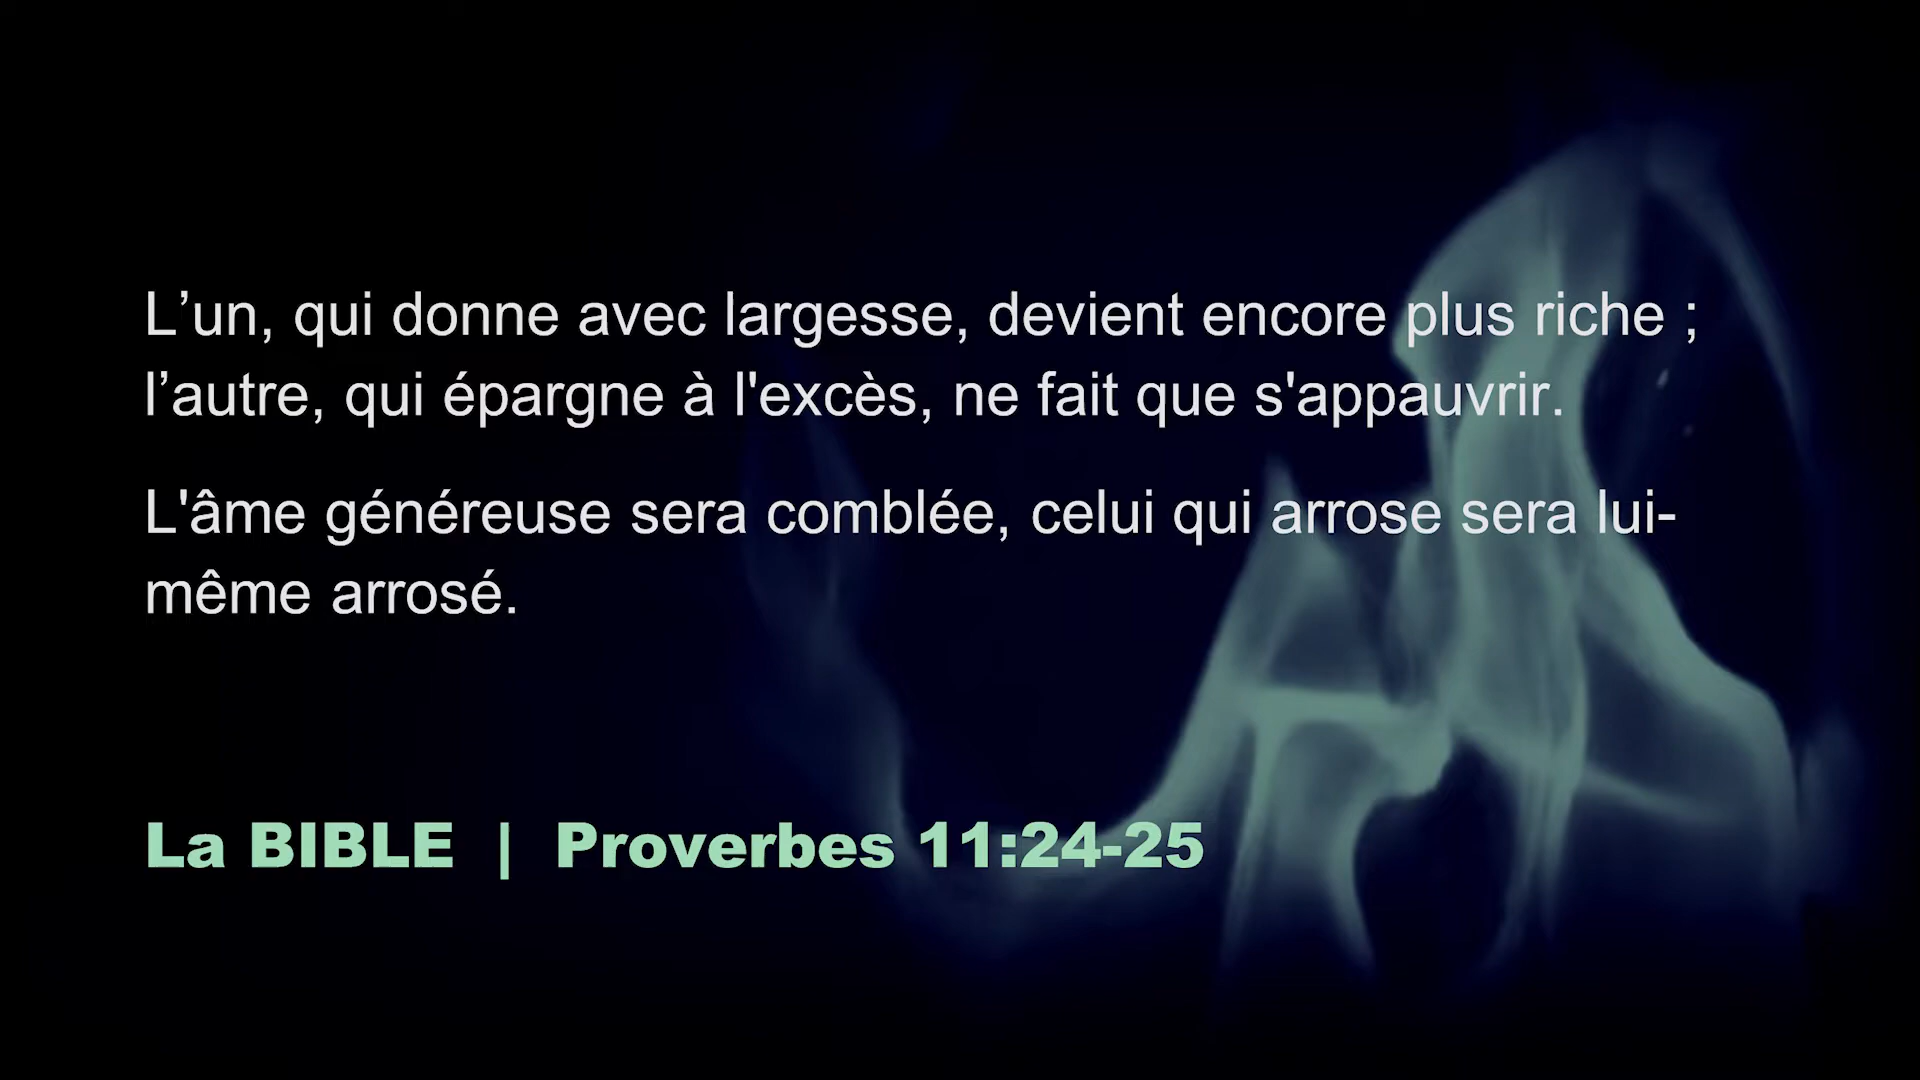 L’un, qui donne avec largesse, devient encore plus riche ;
l’autre, qui épargne à l'excès, ne fait que s'appauvrir.
L'âme généreuse sera comblée, celui qui arrose sera lui-
même arrosé.
La BIBLE | Proverbes 11:24-25